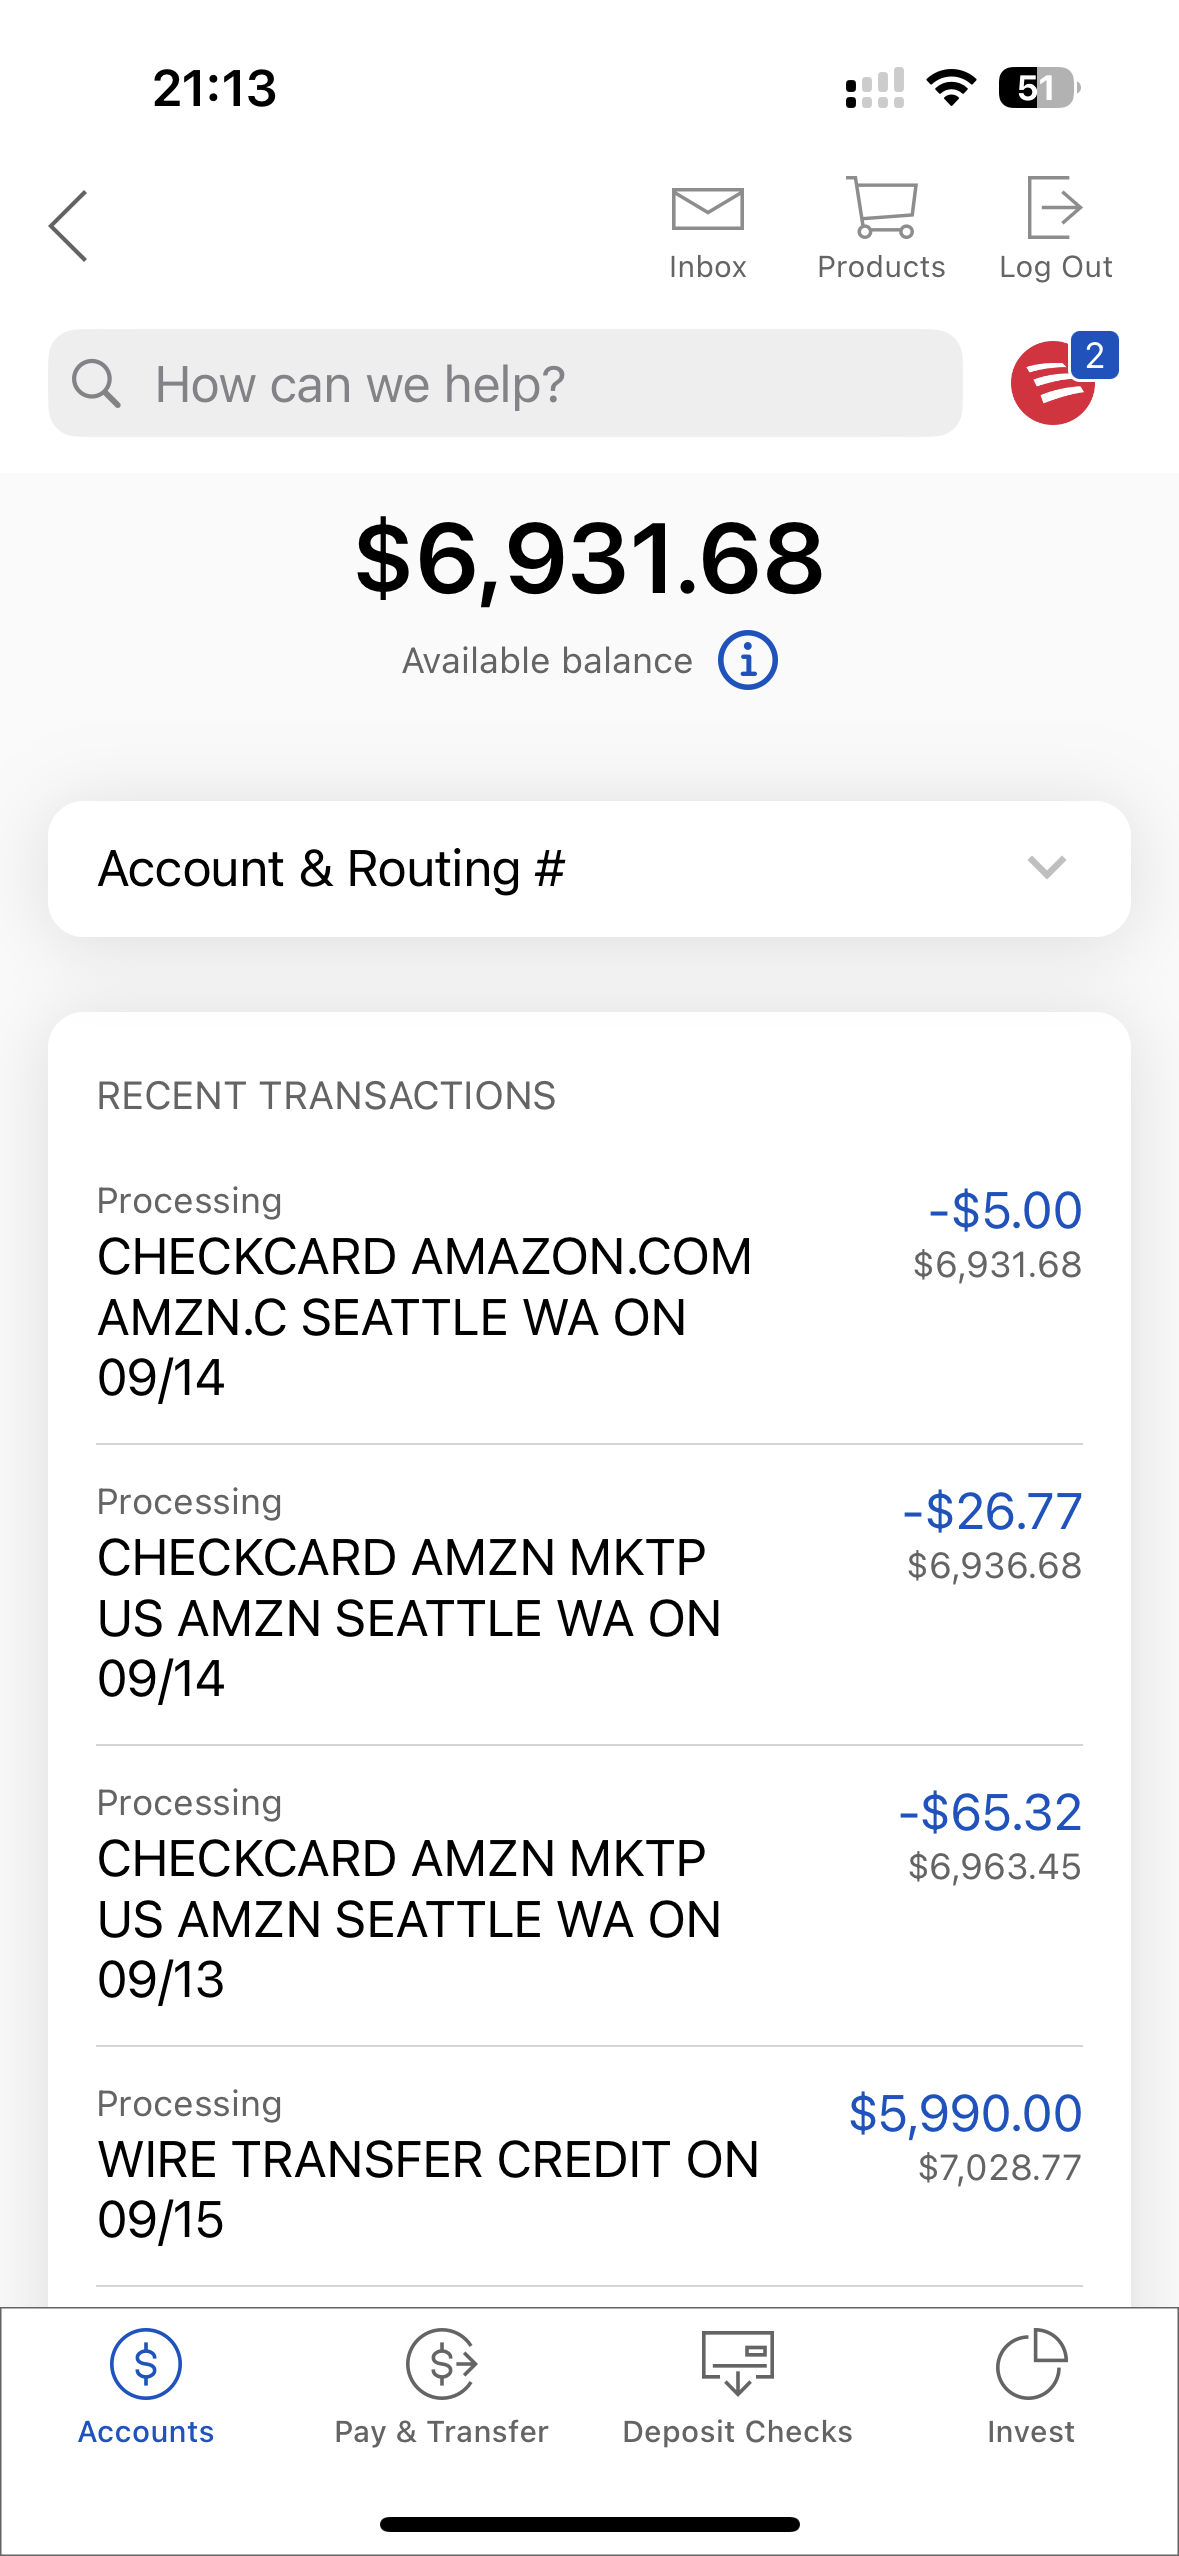 21:13
51
Inbox
Products
Log Out
How can we help?
2
$6,931.68
Available balance
Account & Routing #
RECENT TRANSACTIONS
Processing
-$5.00
CHECKCARD AMAZON.COM
$6,931.68
AMZN.C SEATTLE WA ON
09/14
Processing
-$26.77
CHECKCARD AMZN MKTP
$6,936.68
US AMZN SEATTLE WA ON
09/14
Processing
-$65.32
CHECKCARD AMZN MKTP
$6,963.45
US AMZN SEATTLE WA ON
09/13
Processing
$5,990.00
WIRE TRANSFER CREDIT ON
$7,028.77
09/15
Accounts
Pay & Transfer
Deposit Checks
Invest